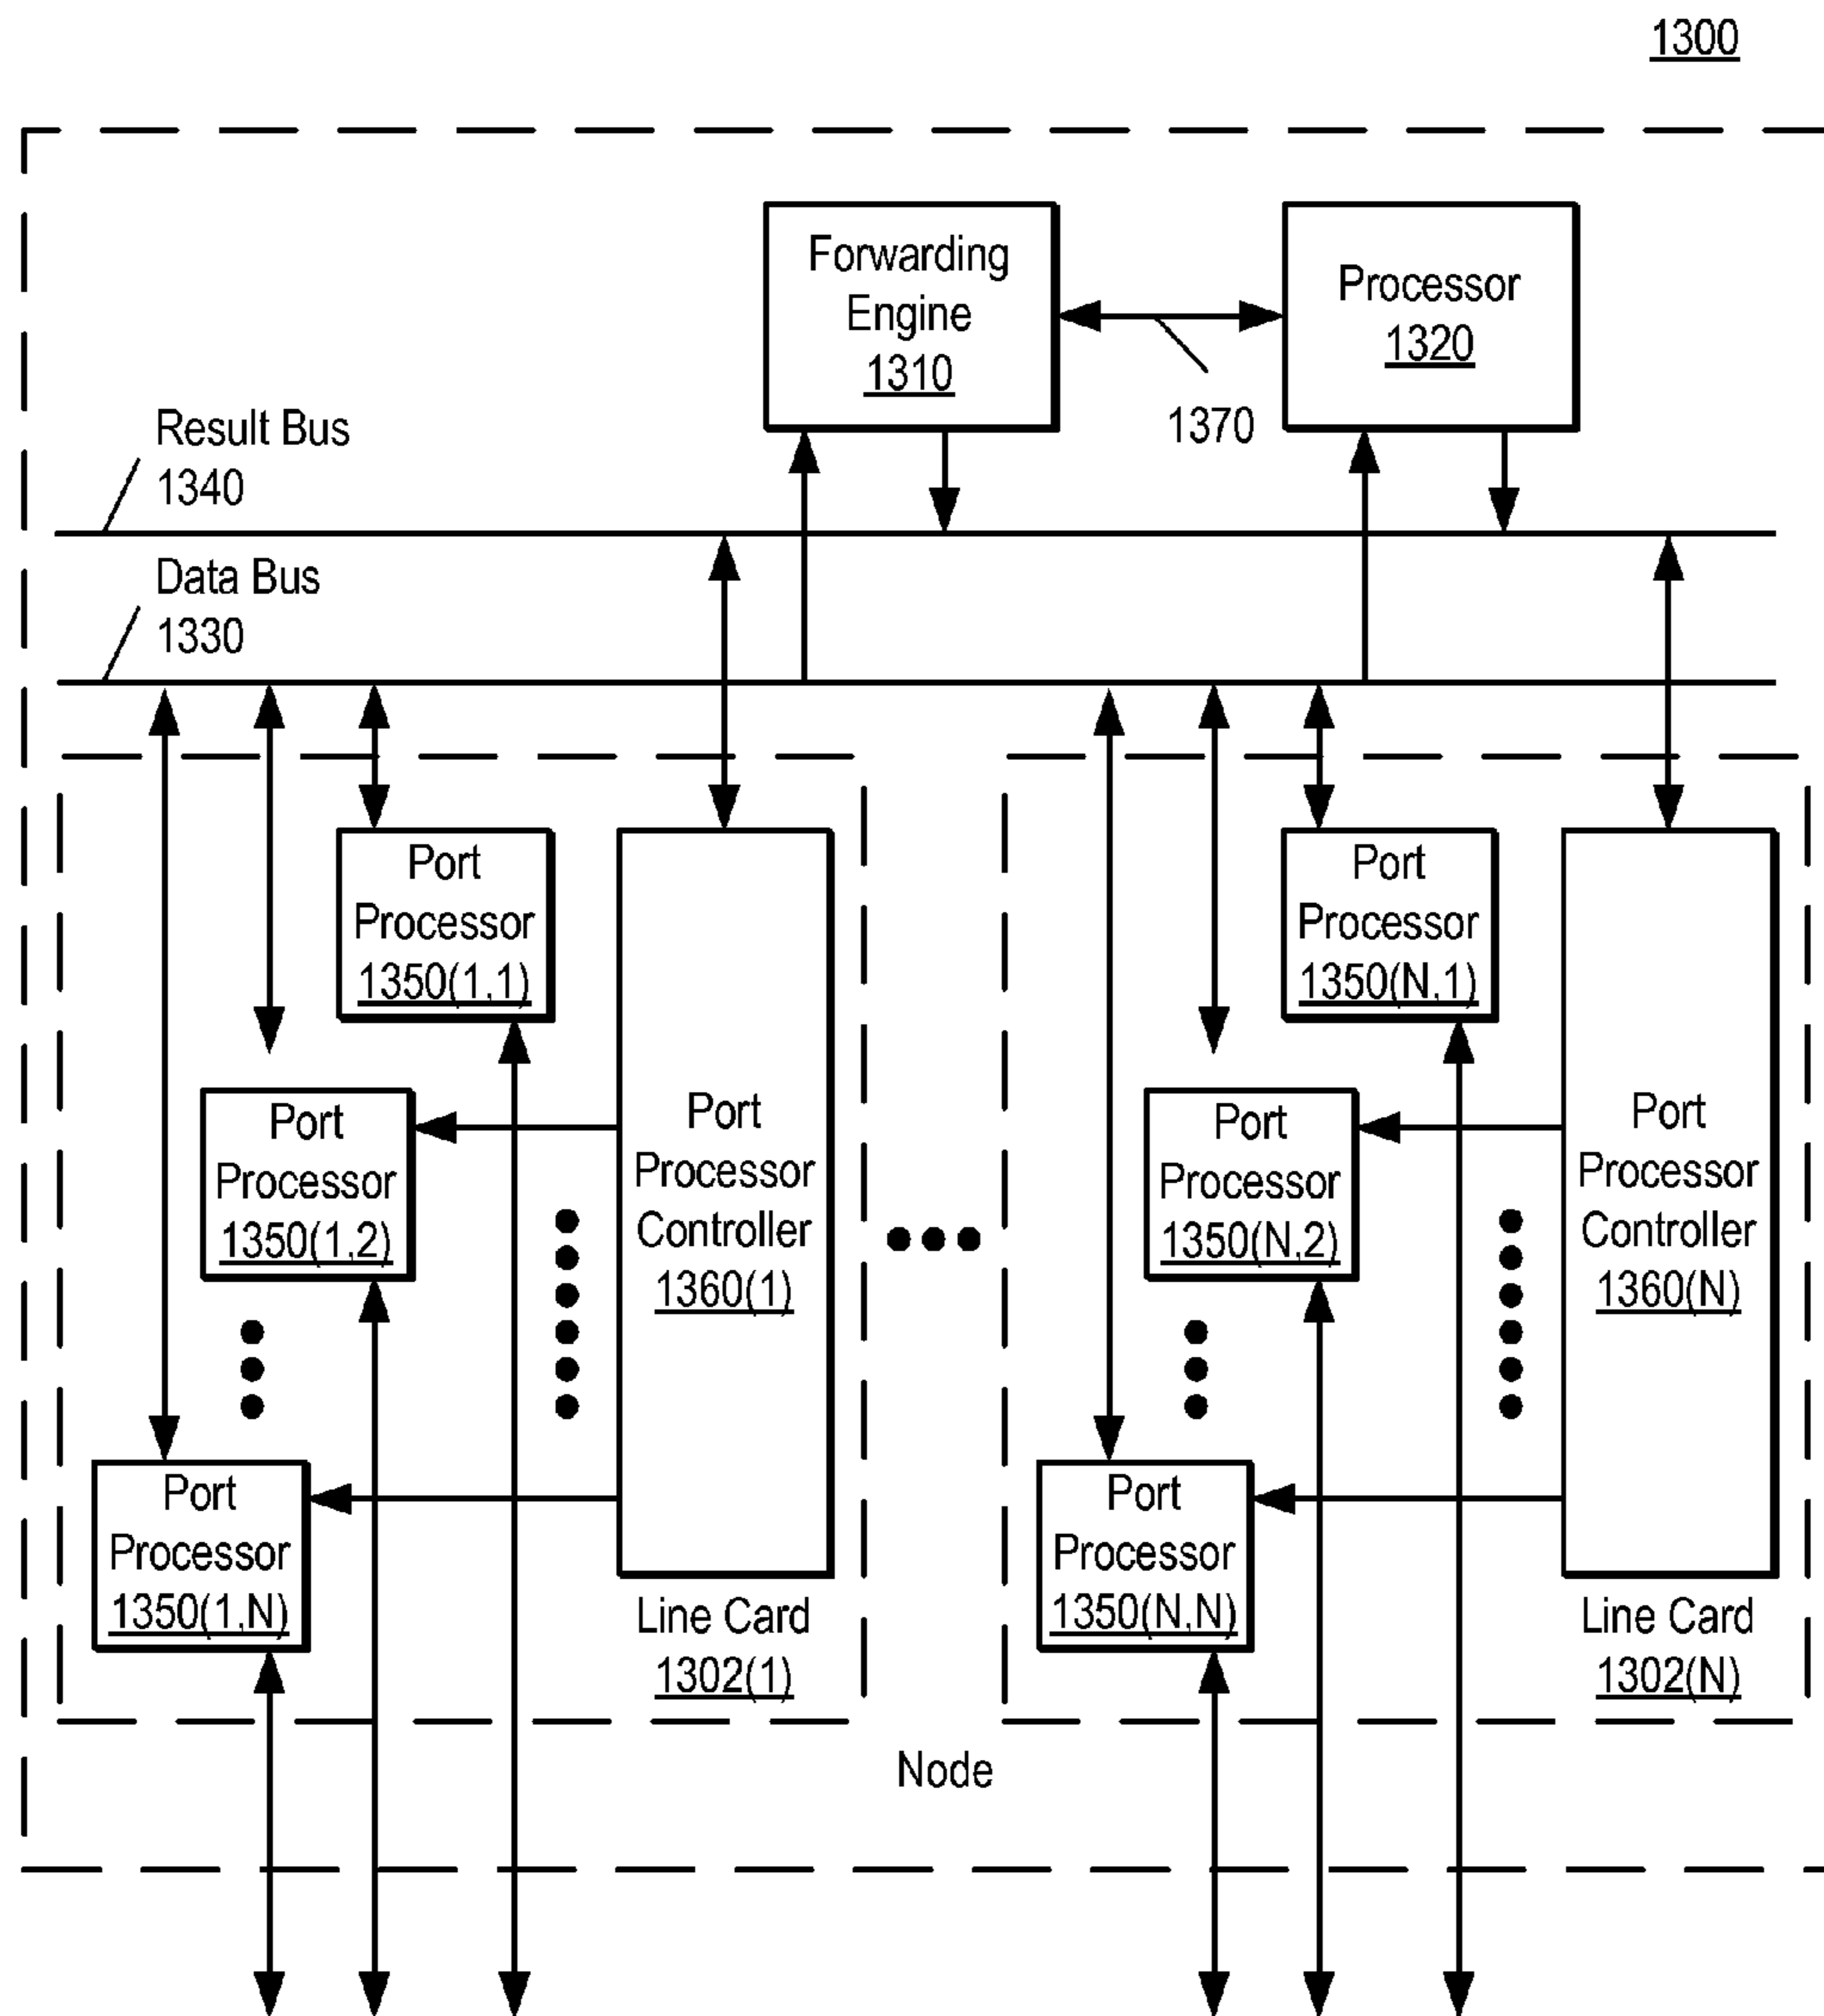 1300
Forwarding
Engine
1310
Processor
1320
1370
Result Bus
1340
Data Bus
1330
Port
Processor
1350(1,1)
Port
Processor
1350(1,2)
Port
Processor
1350(1,N)
Port
Processor
Controller
1360(1)
Line Card
1302(1)
Port
Processor
1350(N,1)
Port
Processor
1350(N,2)
Port
Processor
1350(N,N)
Port
Processor
Controller
1360(N)
Line Card
1302(N)
Node